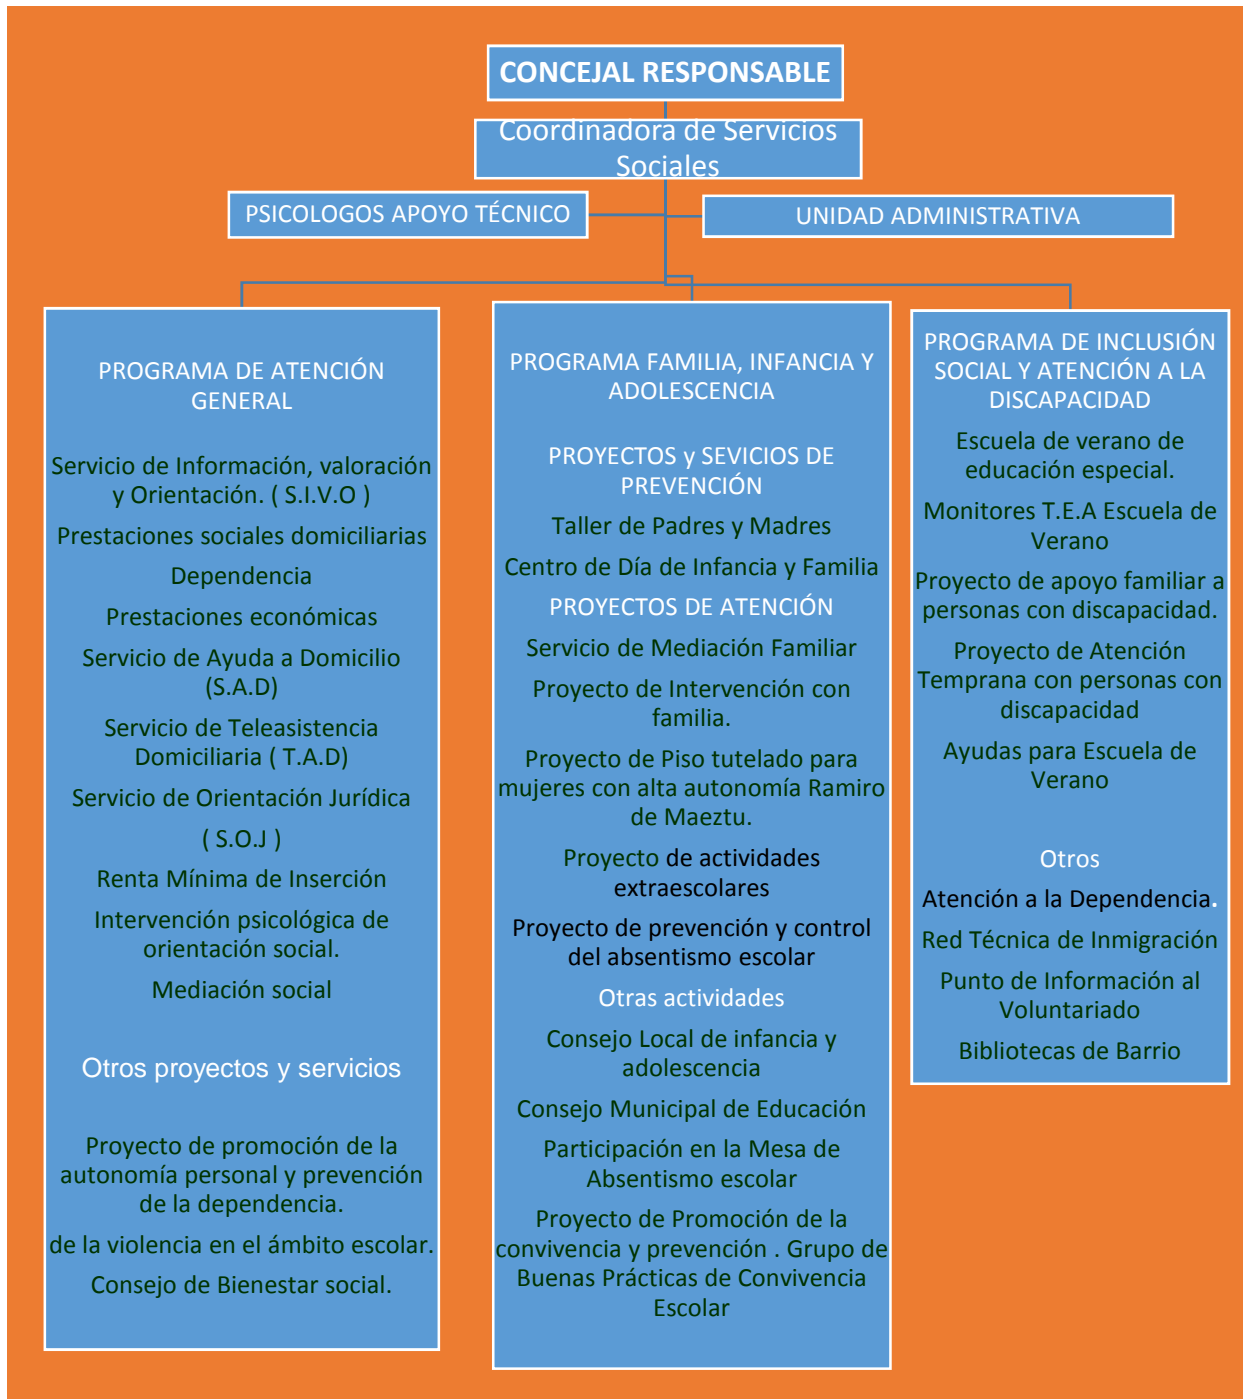 CONCEJAL RESPONSABLE
Coordinadora de Servicios
Sociales
PSICOLOGOS APOYO TÉCNICO
UNIDAD ADMINISTRATIVA
PROGRAMA DE ATENCIÓN
GENERAL
Servicio de Información, valoración
y Orientación. ( S.I.V.O )
Prestaciones sociales domiciliarias
Dependencia
Prestaciones económicas
Servicio de Ayuda a Domicilio
(S.A.D)
Servicio de Teleasistencia
Domiciliaria ( T.A.D)
Servicio de Orientación Jurídica
( S.O.J )
Renta Mínima de Inserción
Intervención psicológica de
orientación social.
Mediación social
Otros proyectos y servicios
Proyecto de promoción de la
autonomía personal y prevención
de la dependencia.
de la violencia en el ámbito escolar.
Consejo de Bienestar social.
PROGRAMA FAMILIA, INFANCIA Y
ADOLESCENCIA
PROYECTOS y SEVICIOS DE
PREVENCIÓN
Taller de Padres y Madres
Centro de Día de Infancia y Familia
PROYECTOS DE ATENCIÓN
Servicio de Mediación Familiar
Proyecto de Intervención con
familia.
Proyecto de Piso tutelado para
mujeres con alta autonomía Ramiro
de Maeztu.
Proyecto de actividades
extraescolares
Proyecto de prevención y control
del absentismo escolar
Otras actividades
Consejo Local de infancia y
adolescencia
Consejo Municipal de Educación
Participación en la Mesa de
Absentismo escolar
Proyecto de Promoción de la
convivencia y prevención . Grupo de
Buenas Prácticas de Convivencia
Escolar
PROGRAMA DE INCLUSIÓN
SOCIAL Y ATENCIÓN A LA
DISCAPACIDAD
Escuela de verano de
educación especial.
Monitores T.E.A Escuela de
Verano
Proyecto de apoyo familiar a
personas con discapacidad.
Proyecto de Atención
Temprana con personas con
discapacidad
Ayudas para Escuela de
Verano
Otros
Atención a la Dependencia.
Red Técnica de Inmigración
Punto de Información al
Voluntariado
Bibliotecas de Barrio